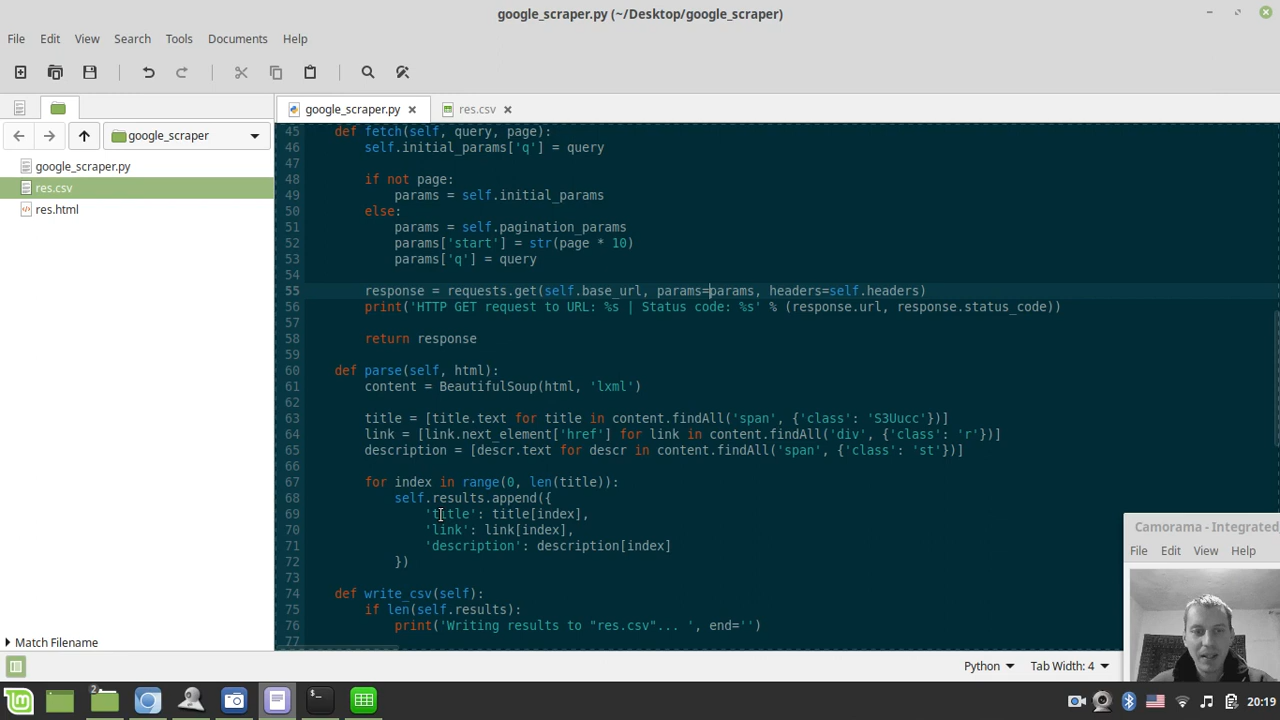 google_scraper.py (~/Desktop/google_scraper)
File Edit View Search Tools Documents Help
google_scraper.py res.csv
google_scraper
google_scraper.py
res.csv
res.html
Match Filename
45 def fetch(self, query, page):
46 self.initial_params['q'] = query
47
48 if not page:
49 params = self.initial_params
50 else:
51 params = self.pagination_params
52 params['start'] = str(page * 10)
53 params['q'] = query
54
55 response = requests.get(self.base_url, params=params, headers=self.headers)
56 print('HTTP GET request to URL: %s | Status code: %s' % (response.url, response.status_code))
57
58 return response
59
60 def parse(self, html):
61 content = BeautifulSoup(html, 'lxml')
62
63 title = [title.text for title in content.findAll('span', {'class': 'S3Uucc'})]
64 link = [link.next_element['href'] for link in content.findAll('div', {'class': 'r'})]
65 description = [descr.text for descr in content.findAll('span', {'class': 'st'})]
66
67 for index in range(0, len(title)):
68 self.results.append({
69 'title': title[index],
70 'link': link[index],
71 'description': description[index]
72 })
73
74 def write_csv(self):
75 if len(self.results):
76 print('Writing results to "res.csv"... ', end='')
77
Camorama - Integrated
File Edit View Help
Python Tab Width: 4
2
20:19